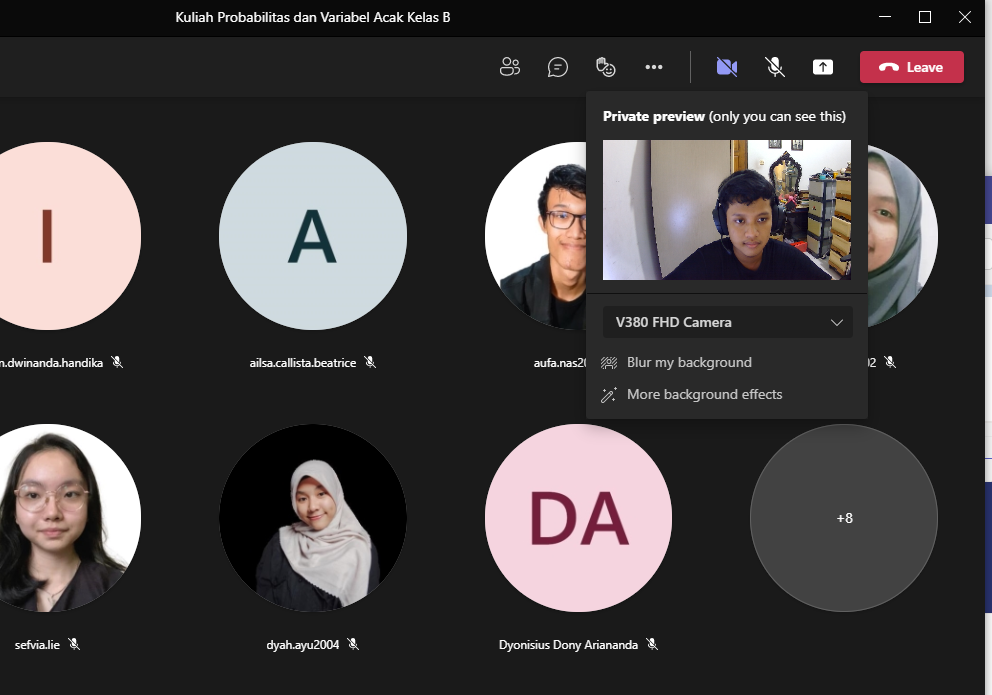 Kuliah Probabilitas dan Variabel Acak Kelas B
Leave
Private preview (only you can see this)
I
A
V380 FHD Camera
n.dwinanda.handika
ailsa.callista.beatrice
aufa.nas20
02
Blur my background
More background effects
DA
+8
sefvia.lie
dyah.ayu2004
Dyonisius Dony Ariananda